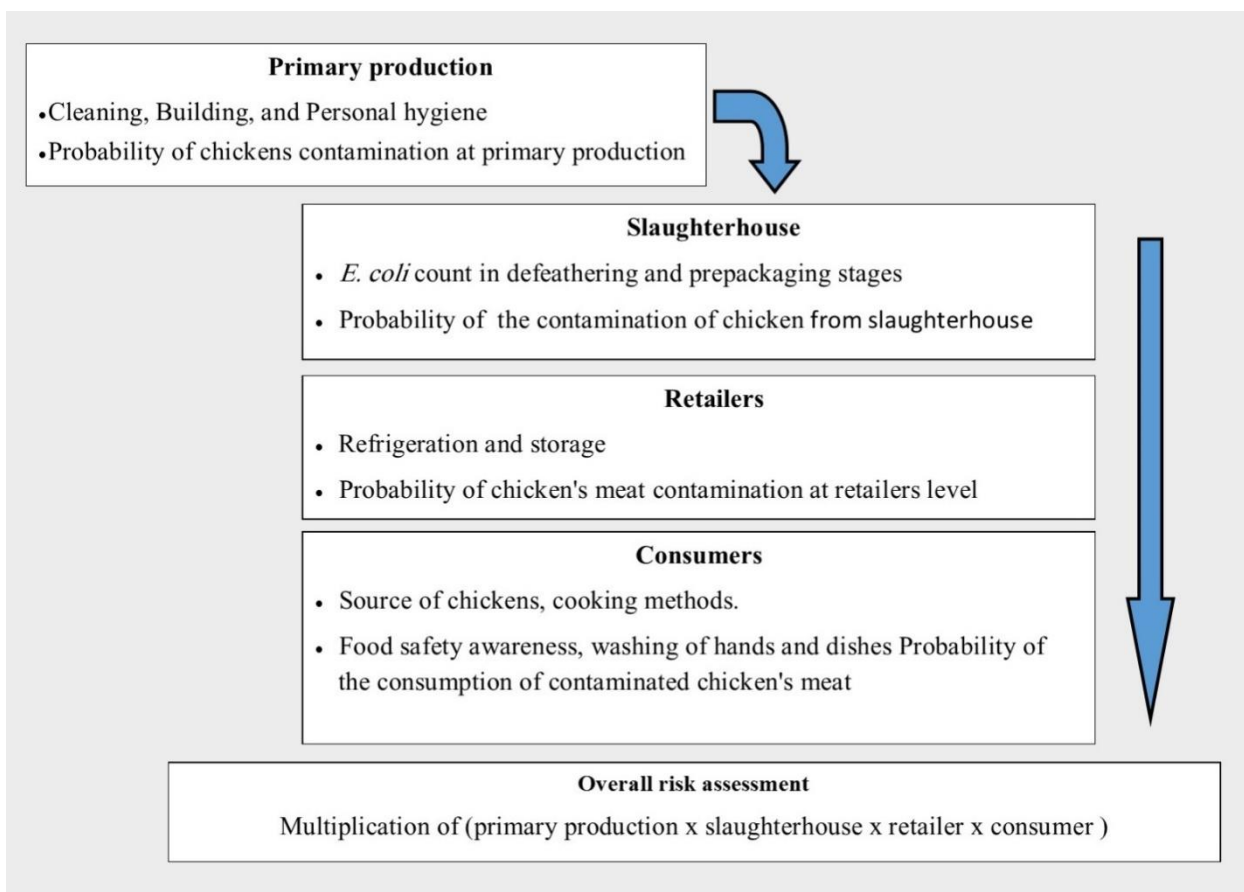 Primary production
•Cleaning, Building, and Personal hygiene
•Probability of chickens contamination at primary production
Slaughterhouse
• E. coli count in defeathering and prepackaging stages
• Probability of the contamination of chicken from slaughterhouse
Retailers
• Refrigeration and storage
• Probability of chicken's meat contamination at retailers level
Consumers
• Source of chickens, cooking methods.
• Food safety awareness, washing of hands and dishes Probability of
the consumption of contaminated chicken's meat
Overall risk assessment
Multiplication of (primary production x slaughterhouse x retailer x consumer )